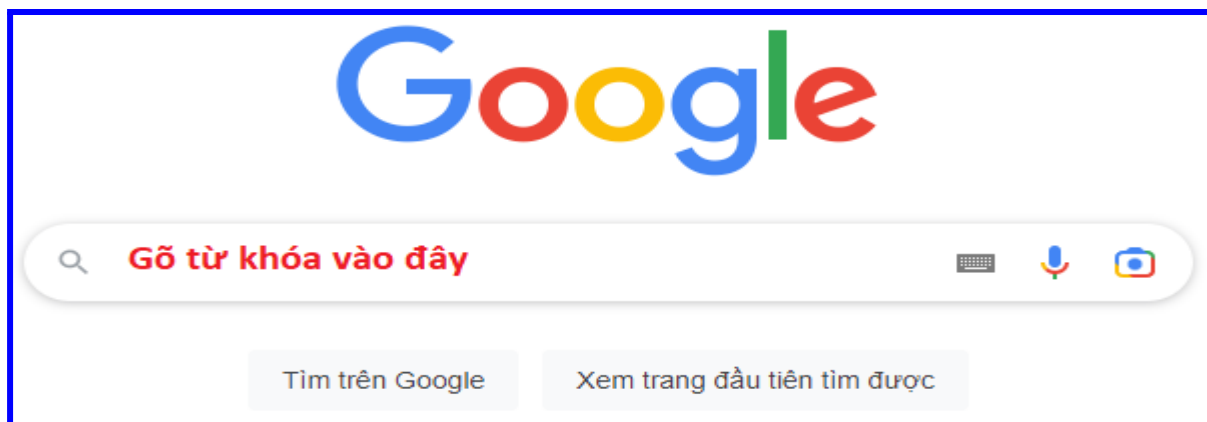 Google
Gõ từ khóa vào đây
Tìm trên Google
Xem trang đầu tiên tìm được